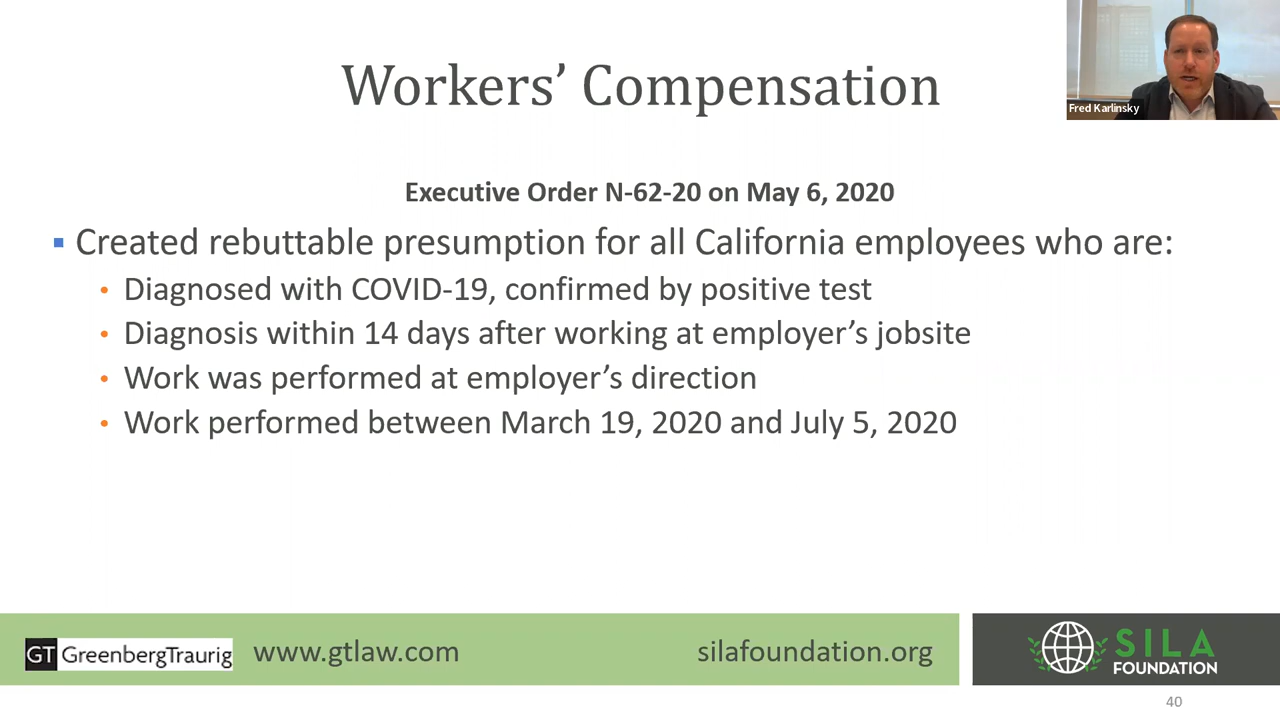 Workers' Compensation
Fred Karlinsky
Executive Order N-62-20 on May 6, 2020
▪ Created rebuttable presumption for all California employees who are:
• Diagnosed with COVID-19, confirmed by positive test
• Diagnosis within 14 days after working at employer's jobsite
• Work was performed at employer's direction
• Work performed between March 19, 2020 and July 5, 2020
GT GreenbergTraurig www.gtlaw.com silafoundation.org
SILA
FOUNDATION
40